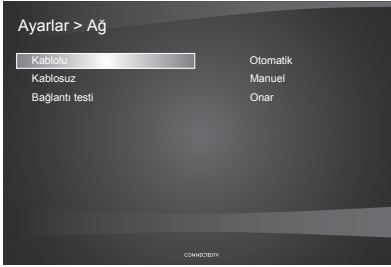 Ayarlar > Ağ
Kablolu Otomatik
Kablosuz Manuel
Bağlantı testi Onar
CONNECTEDTV